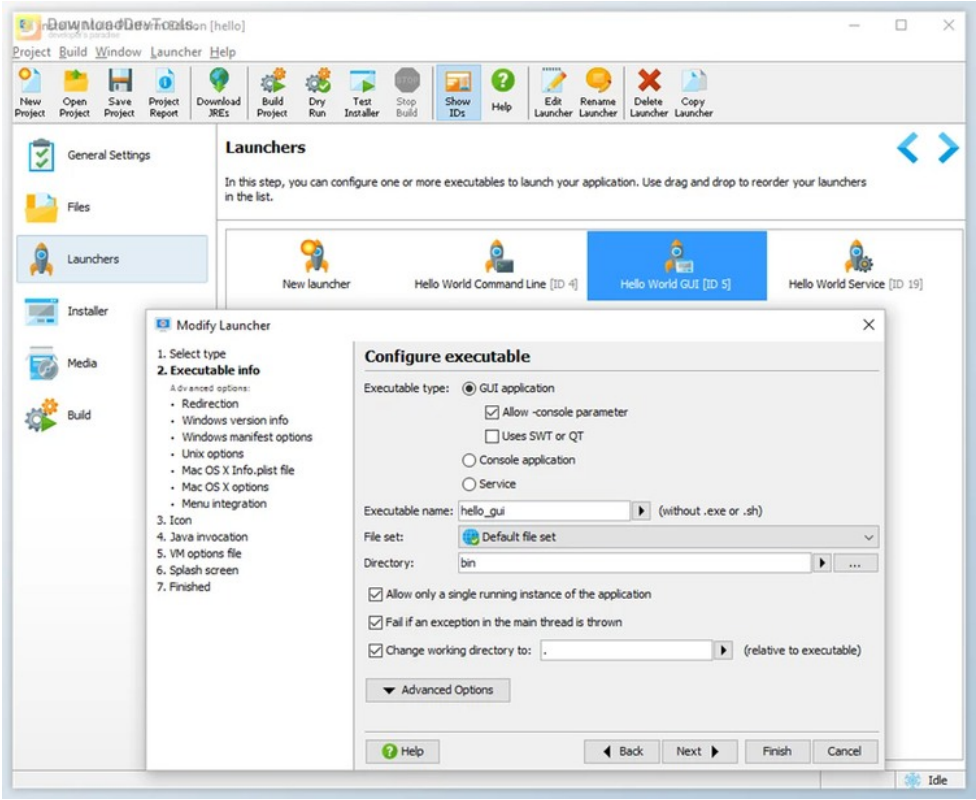 DownloadDevTools.
developer's paradise
[hello]
Project Build Window Launcher Help
New Project
Open Project
Save Project
Project Report
Download JREs
Build Project
Dry Run
Test Installer
Stop Build
Show IDs
Help
Edit Launcher
Rename Launcher
Delete Launcher
Copy Launcher
General Settings
Files
Launchers
Installer
Media
Build
Launchers
In this step, you can configure one or more executables to launch your application. Use drag and drop to reorder your launchers
in the list.
New launcher
Hello World Command Line [ID 4]
Hello World GUI [ID 5]
Hello World Service [ID 19]
Modify Launcher
1. Select type
2. Executable info
Advanced options:
• Redirection
• Windows version info
• Windows manifest options
• Unix options
• Mac OS X Info.plist file
• Mac OS X options
• Menu integration
3. Icon
4. Java invocation
5. VM options file
6. Splash screen
7. Finished
Configure executable
Executable type: GUI application
Allow -console parameter
Uses SWT or QT
Console application
Service
Executable name: hello_gui (without .exe or .sh)
File set: Default file set
Directory: bin ...
Allow only a single running instance of the application
Fail if an exception in the main thread is thrown
Change working directory to: . (relative to executable)
Advanced Options
Help Back Next Finish Cancel
Idle